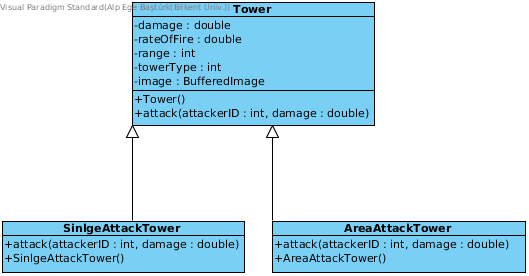 Visual Paradigm Standard(Alp Ege Baştürk(Bilkent Univ.))
Tower
-damage : double
-rateOfFire : double
-range : int
-towerType : int
-image : BufferedImage
+Tower()
+attack(attackerID : int, damage : double)
SinlgeAttackTower
+attack(attackerID : int, damage : double)
+SinlgeAttackTower()
AreaAttackTower
+attack(attackerID : int, damage : double)
+AreaAttackTower()